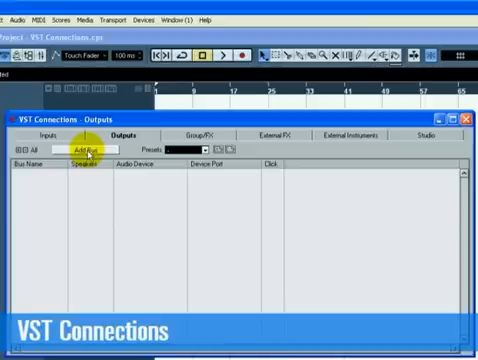 Audio MIDI Scores Media Transport Devices Window (1) Help
Project - VST Connections.cpr
Touch Fader 100 ms
1 9 17 25 33 41 49 57 65
VST Connections - Outputs
Inputs Outputs Group/FX External FX External Instruments Studio
All Add Bus Presets -
Bus Name Speakers Audio Device Device Port Click
VST Connections